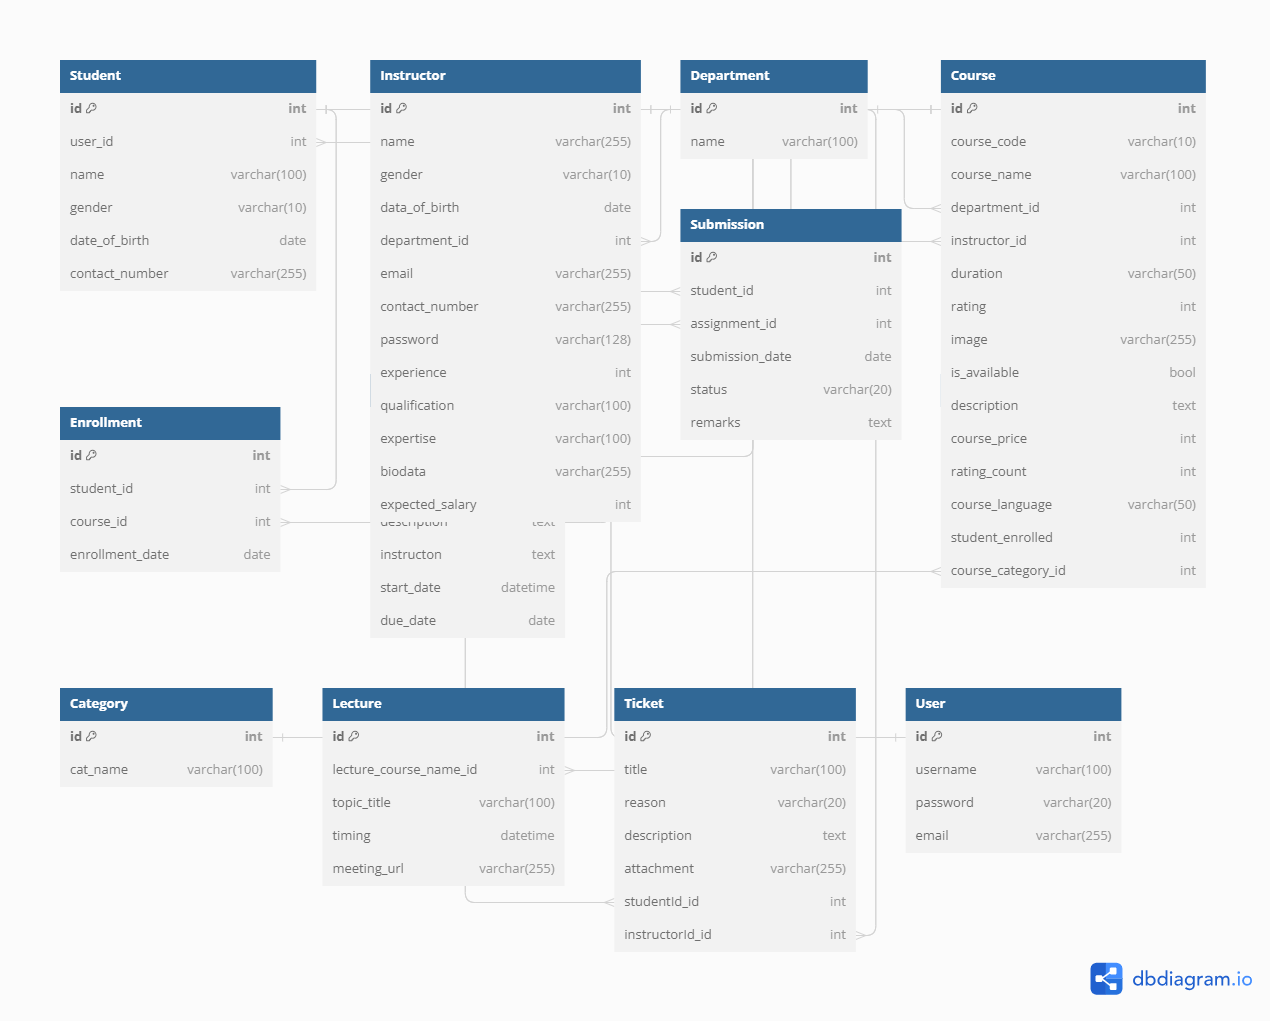 Student
id int
user_id int
name varchar(100)
gender varchar(10)
date_of_birth date
contact_number varchar(255)
Instructor
id int
name varchar(255)
gender varchar(10)
data_of_birth date
department_id int
email varchar(255)
contact_number varchar(255)
password varchar(128)
experience int
qualification varchar(100)
expertise varchar(100)
biodata varchar(255)
expected_salary int
description text
instructon text
start_date datetime
due_date date
Department
id int
name varchar(100)
Submission
id int
student_id int
assignment_id int
submission_date date
status varchar(20)
remarks text
Course
id int
course_code varchar(10)
course_name varchar(100)
department_id int
instructor_id int
duration varchar(50)
rating int
image varchar(255)
is_available bool
description text
course_price int
rating_count int
course_language varchar(50)
student_enrolled int
course_category_id int
Enrollment
id int
student_id int
course_id int
enrollment_date date
Category
id int
cat_name varchar(100)
Lecture
id int
lecture_course_name_id int
topic_title varchar(100)
timing datetime
meeting_url varchar(255)
Ticket
id int
title varchar(100)
reason varchar(20)
description text
attachment varchar(255)
studentId_id int
instructorId_id int
User
id int
username varchar(100)
password varchar(20)
email varchar(255)
dbdiagram.io